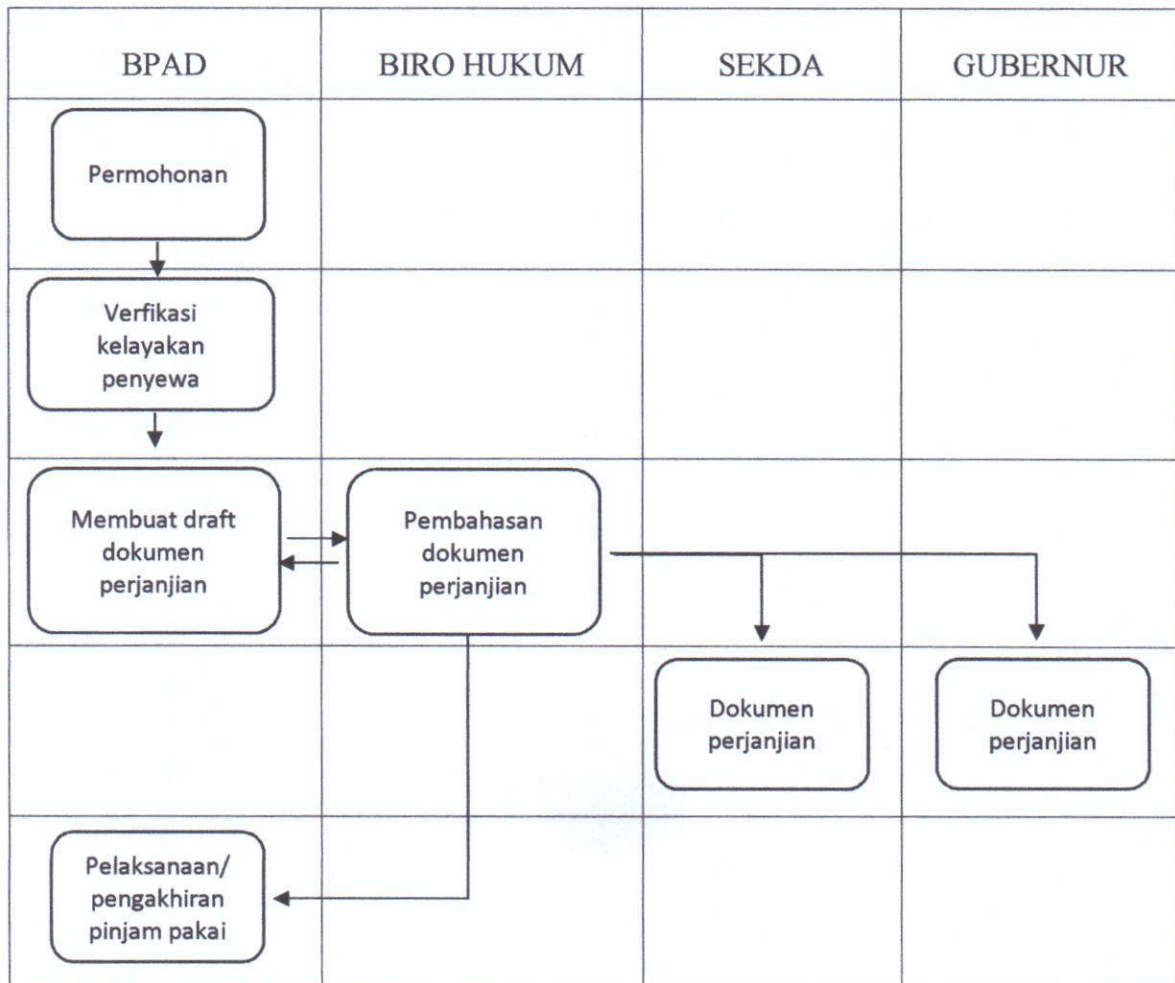 BPAD
BIRO HUKUM
SEKDA
GUBERNUR
Permohonan
Verfikasi
kelayakan
penyewa
Membuat draft
dokumen
perjanjian
Pembahasan
dokumen
perjanjian
Dokumen
perjanjian
Dokumen
perjanjian
Pelaksanaan/
pengakhiran
pinjam pakai